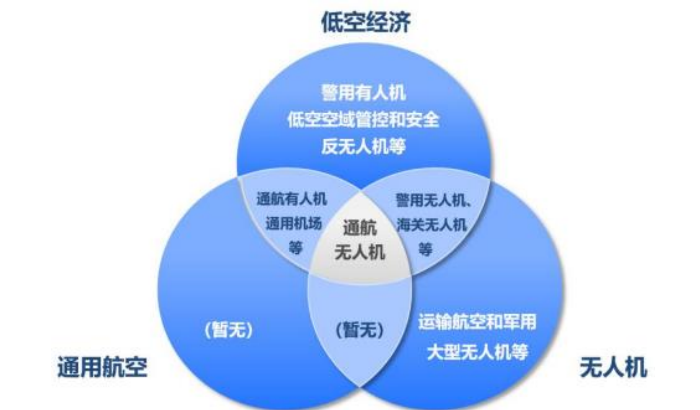 低空经济
警用有人机
低空空域管控和安全
反无人机等
通航有人机
通用机场
等
通航
无人机
警用无人机、
海关无人机
等
(暂无)
(暂无)
运输航空和军用
大型无人机等
通用航空
无人机